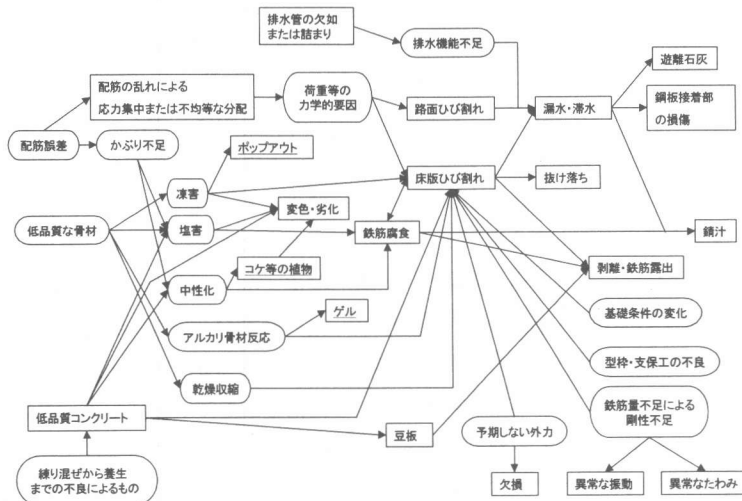 排水管の欠如
または詰まり
排水機能不足
遊離石灰
配筋の乱れによる
応力集中または不均等な分配
荷重等の
力学的要因
路面ひび割れ
漏水・滞水
鋼板接着部
の損傷
配筋誤差
かぶり不足
ポップアウト
凍害
床版ひび割れ
抜け落ち
変色・劣化
低品質な骨材
塩害
鉄筋腐食
錆汁
コケ等の植物
剥離・鉄筋露出
中性化
ゲル
基礎条件の変化
アルカリ骨材反応
型枠・支保工の不良
乾燥収縮
鉄筋量不足による
剛性不足
低品質コンクリート
豆板
予期しない外力
練り混ぜから養生
までの不良によるもの
欠損
異常な振動
異常なたわみ